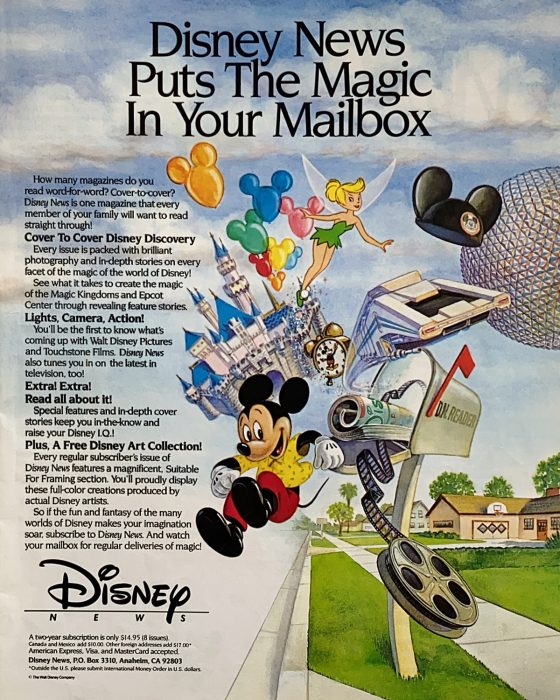 Disney News
Puts The Magic
In Your Mailbox
How many magazines do you
read word-for-word? Cover-to-cover?
Disney News is one magazine that every
member of your family will want to read
straight through!
Cover To Cover Disney Discovery
Every issue is packed with brilliant
photography and in-depth stories on every
facet of the magic of the world of Disney!
See what it takes to create the magic
of the Magic Kingdoms and Epcot
Center through revealing feature stories.
Lights, Camera, Action!
You'll be the first to know what's
coming up with Walt Disney Pictures
and Touchstone Films. Disney News
also tunes you in on the latest in
television, too!
Extra! Extra!
Read all about it!
Special features and in-depth cover
stories keep you in-the-know and
raise your Disney I.Q.!
Plus, A Free Disney Art Collection!
Every regular subscriber's issue of
Disney News features a magnificent, Suitable
For Framing section. You'll proudly display
these full-color creations produced by
actual Disney artists.
So if the fun and fantasy of the many
worlds of Disney makes your imagination
soar, subscribe to Disney News. And watch
your mailbox for regular deliveries of magic!
D.N. READER
Disney
NEWS
A two-year subscription is only $14.95 (8 issues).
Canada and Mexico add $10.00. Other foreign addresses add $17.00*
American Express, Visa, and MasterCard accepted.
Disney News, P.O. Box 3310, Anaheim, CA 92803
*Outside the U.S. please submit International Money Order in U.S. dollars.
© The Walt Disney Company